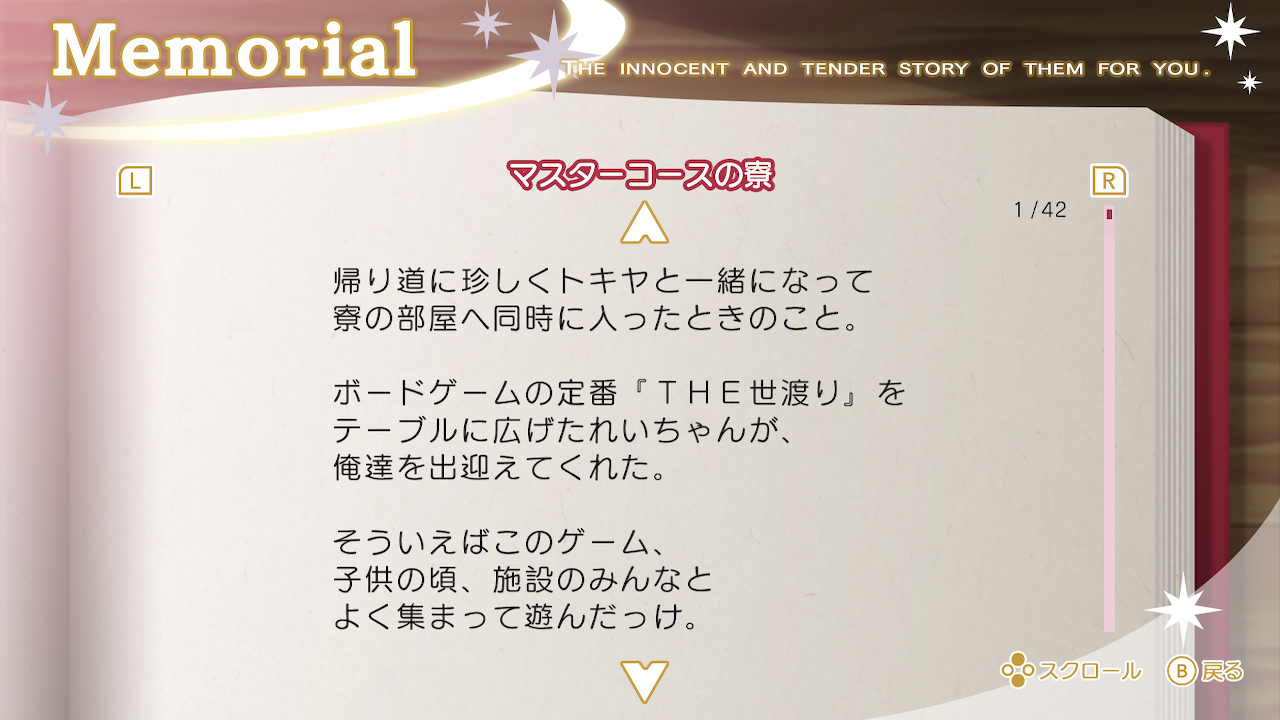 Memorial
THE INNOCENT AND TENDER STORY OF THEM FOR YOU.
L
マスターコースの寮
R
1/42
帰り道に珍しくトキヤと一緒になって
寮の部屋へ同時に入ったときのこと。
ボードゲームの定番『ＴＨＥ世渡り』を
テーブルに広げたれいちゃんが、
俺達を出迎えてくれた。
そういえばこのゲーム、
子供の頃、施設のみんなと
よく集まって遊んだっけ。
スクロール
B 戻る